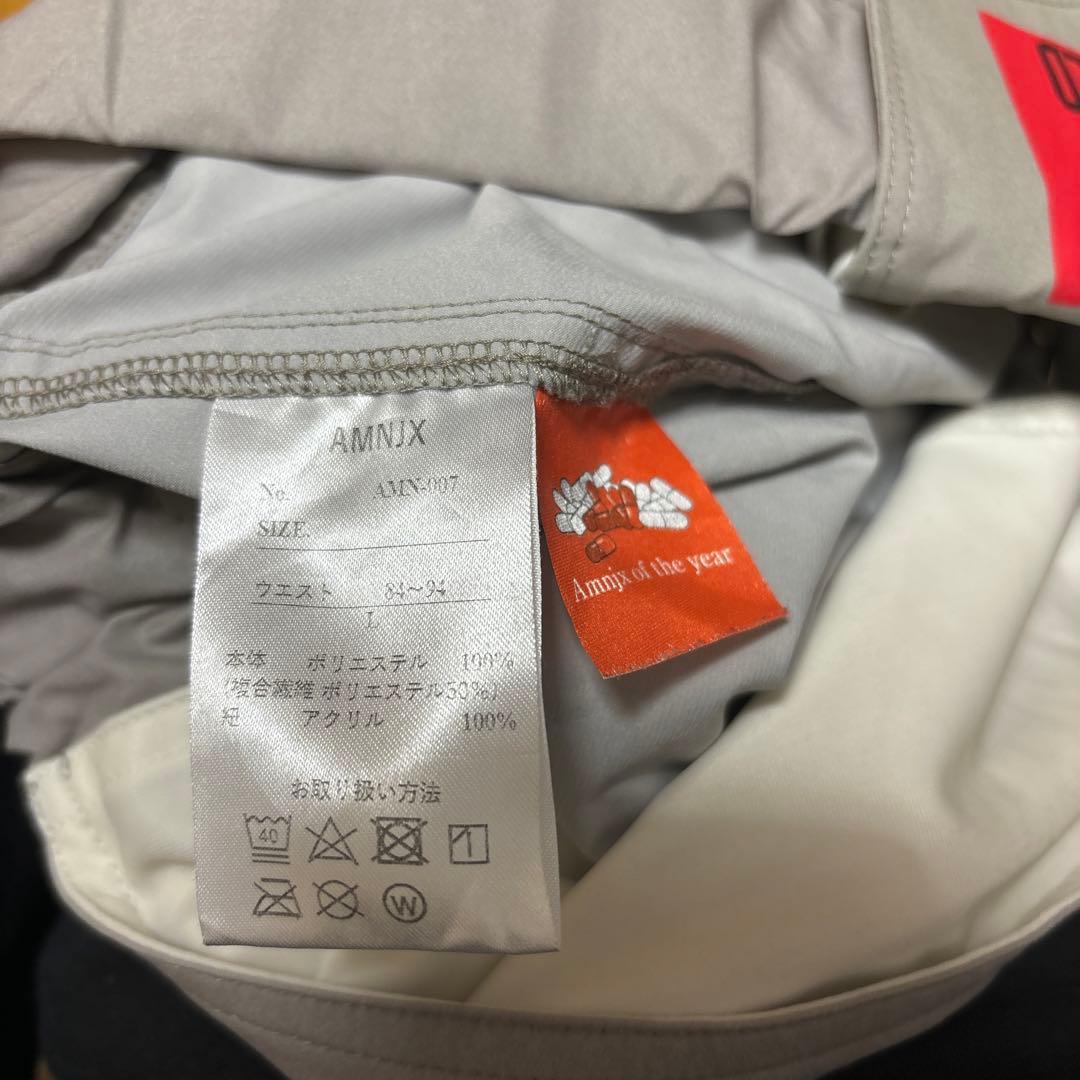 AMNJX
No. AMN-007
SIZE.
ウエスト 84～94
L
本体 ポリエステル 100%
(複合繊維 ポリエステル50%)
紐 アクリル 100%
お取り扱い方法
40
W
Amnjx of the year